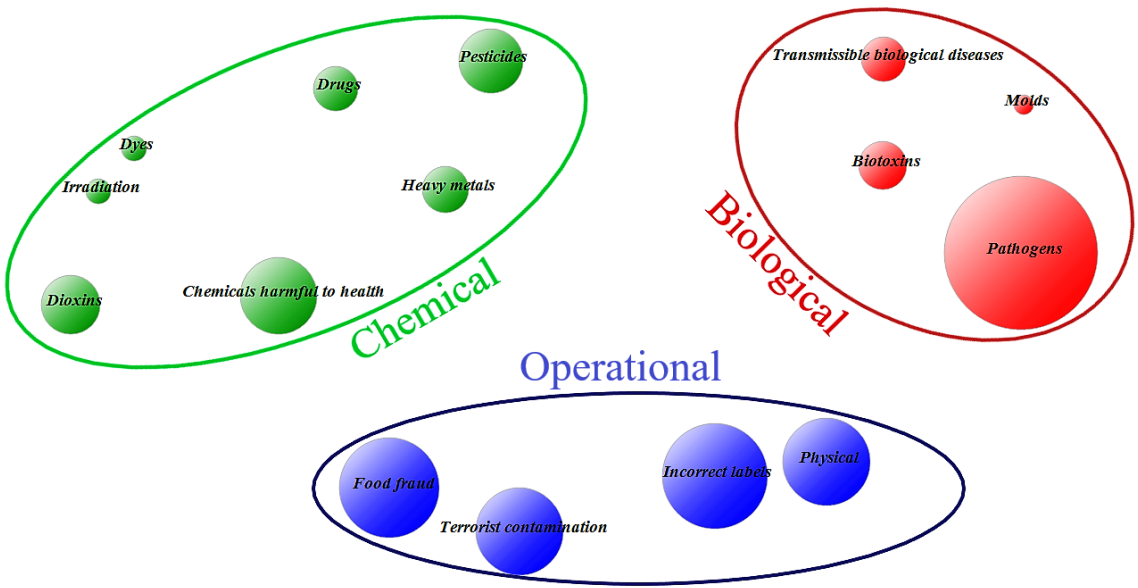 Pesticides
Drugs
Dyes
Irradiation
Heavy metals
Dioxins
Chemicals harmful to health
Chemical
Transmissible biological diseases
Molds
Biotoxins
Pathogens
Biological
Operational
Food fraud
Terrorist contamination
Incorrect labels
Physical